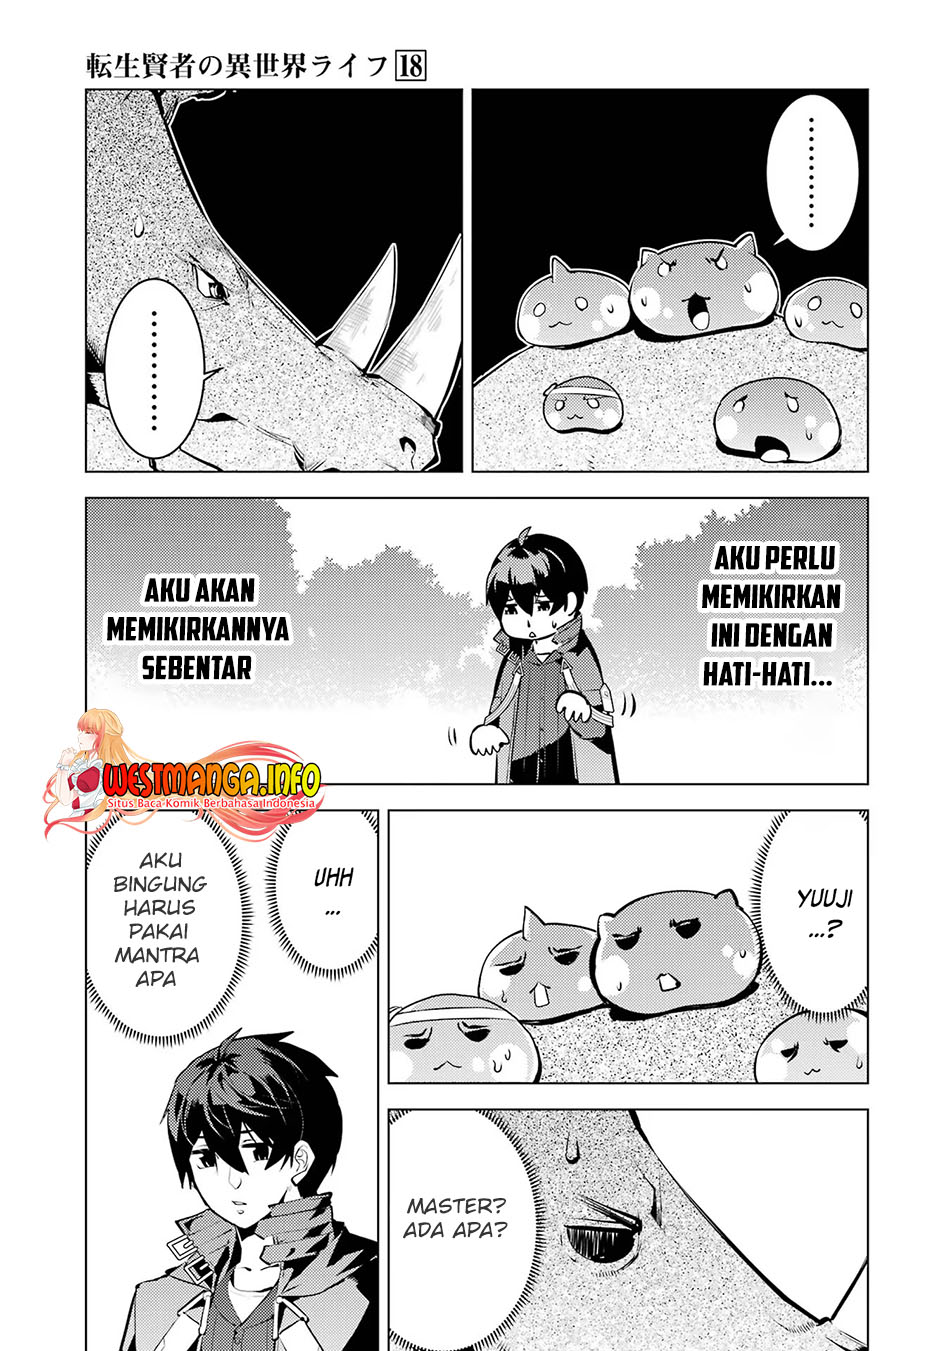 転生賢者の異世界ライフ 18
…………
…………
AKU PERLU
MEMIKIRKAN
INI DENGAN
HATI-HATI...
AKU AKAN
MEMIKIRKANNYA
SEBENTAR
WESTMANGA.INFO
Situs Baca Komik Berbahasa Indonesia
YUUJI
...?
UHH
...
AKU
BINGUNG
HARUS
PAKAI
MANTRA
APA
MASTER?
ADA APA?